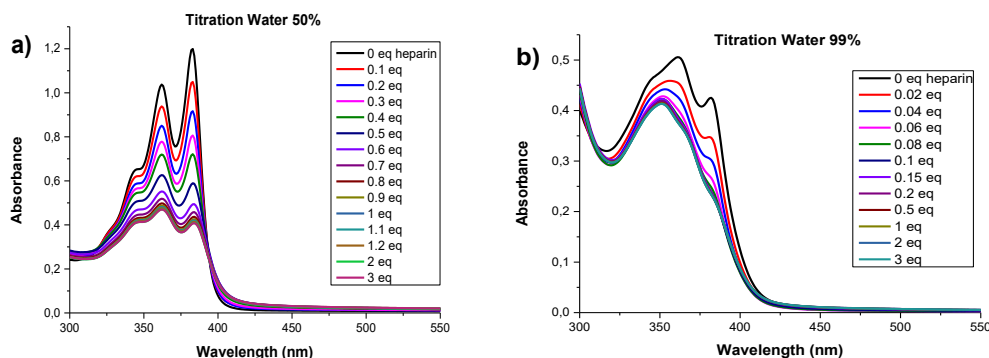 a)
Titration Water 50%
Absorbance
1,2
1,0
0,8
0,6
0,4
0,2
0,0
300
350
400
450
500
550
Wavelength (nm)
0 eq heparin
0.1 eq
0.2 eq
0.3 eq
0.4 eq
0.5 eq
0.6 eq
0.7 eq
0.8 eq
0.9 eq
1 eq
1.1 eq
1.2 eq
2 eq
3 eq
b)
Titration Water 99%
Absorbance
0,5
0,4
0,3
0,2
0,1
0,0
300
350
400
450
500
550
Wavelength (nm)
0 eq heparin
0.02 eq
0.04 eq
0.06 eq
0.08 eq
0.1 eq
0.15 eq
0.2 eq
0.5 eq
1 eq
2 eq
3 eq